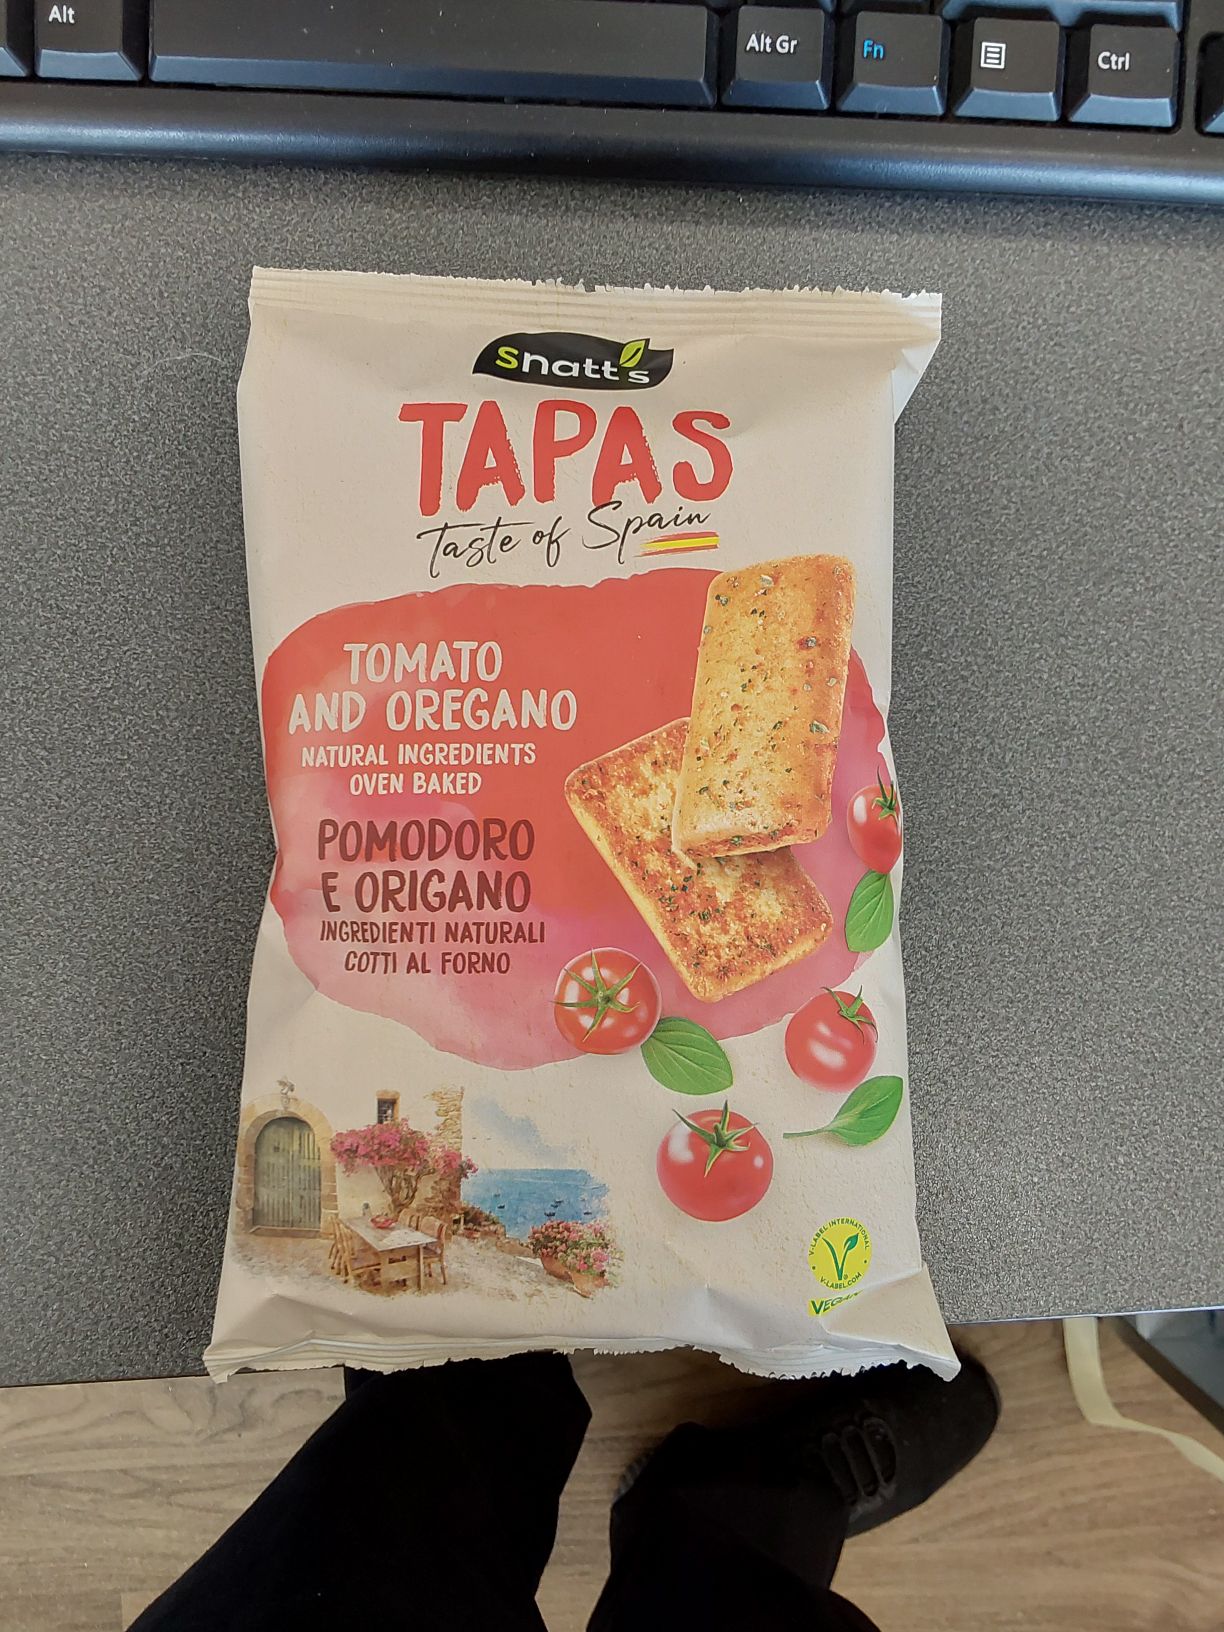 Alt
Alt Gr
Fn
Ctrl
snatt's
TAPAS
Taste of Spain
TOMATO
AND OREGANO
NATURAL INGREDIENTS
OVEN BAKED
POMODORO
E ORIGANO
INGREDIENTI NATURALI
COTTI AL FORNO
V-LABEL INTERNATIONAL
V-LABEL.COM
VEGAN